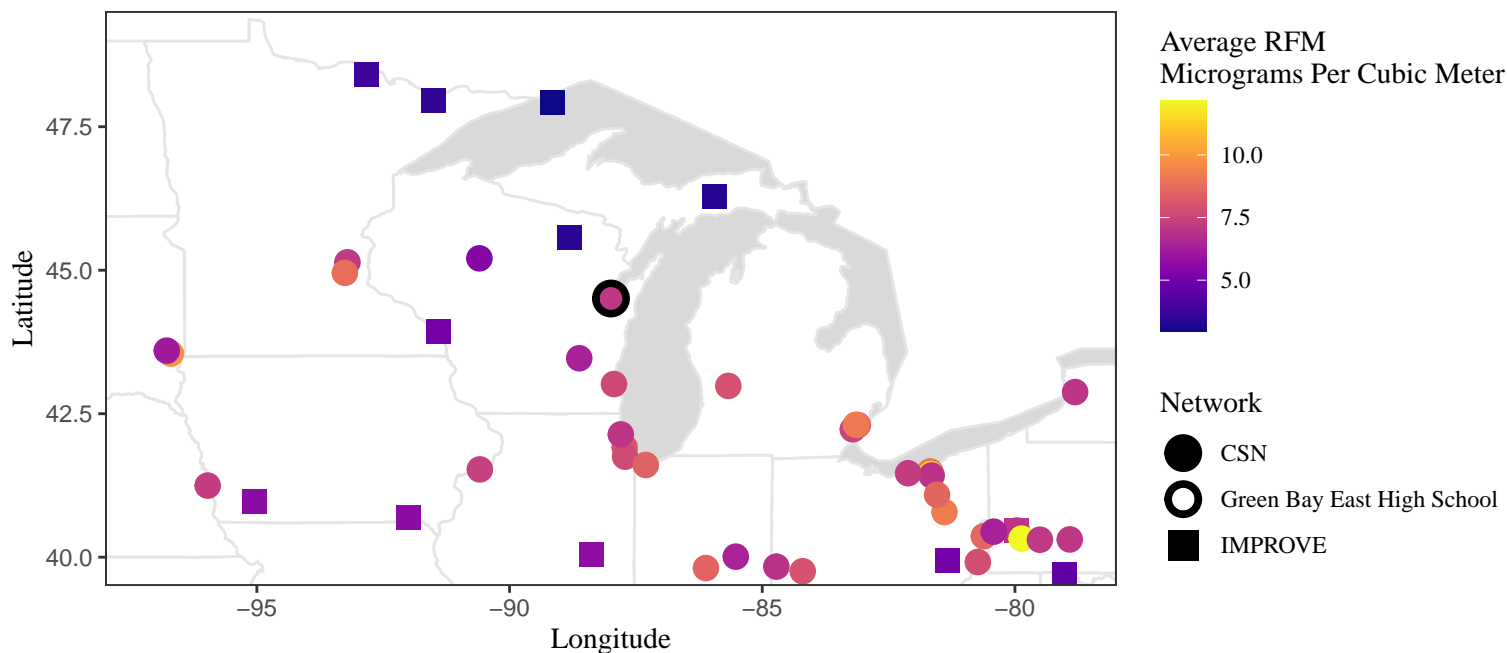 Average RFM
Micrograms Per Cubic Meter
10.0
7.5
5.0
Network
CSN
Green Bay East High School
IMPROVE
Latitude
47.5
45.0
42.5
40.0
−95
−90
−85
−80
Longitude